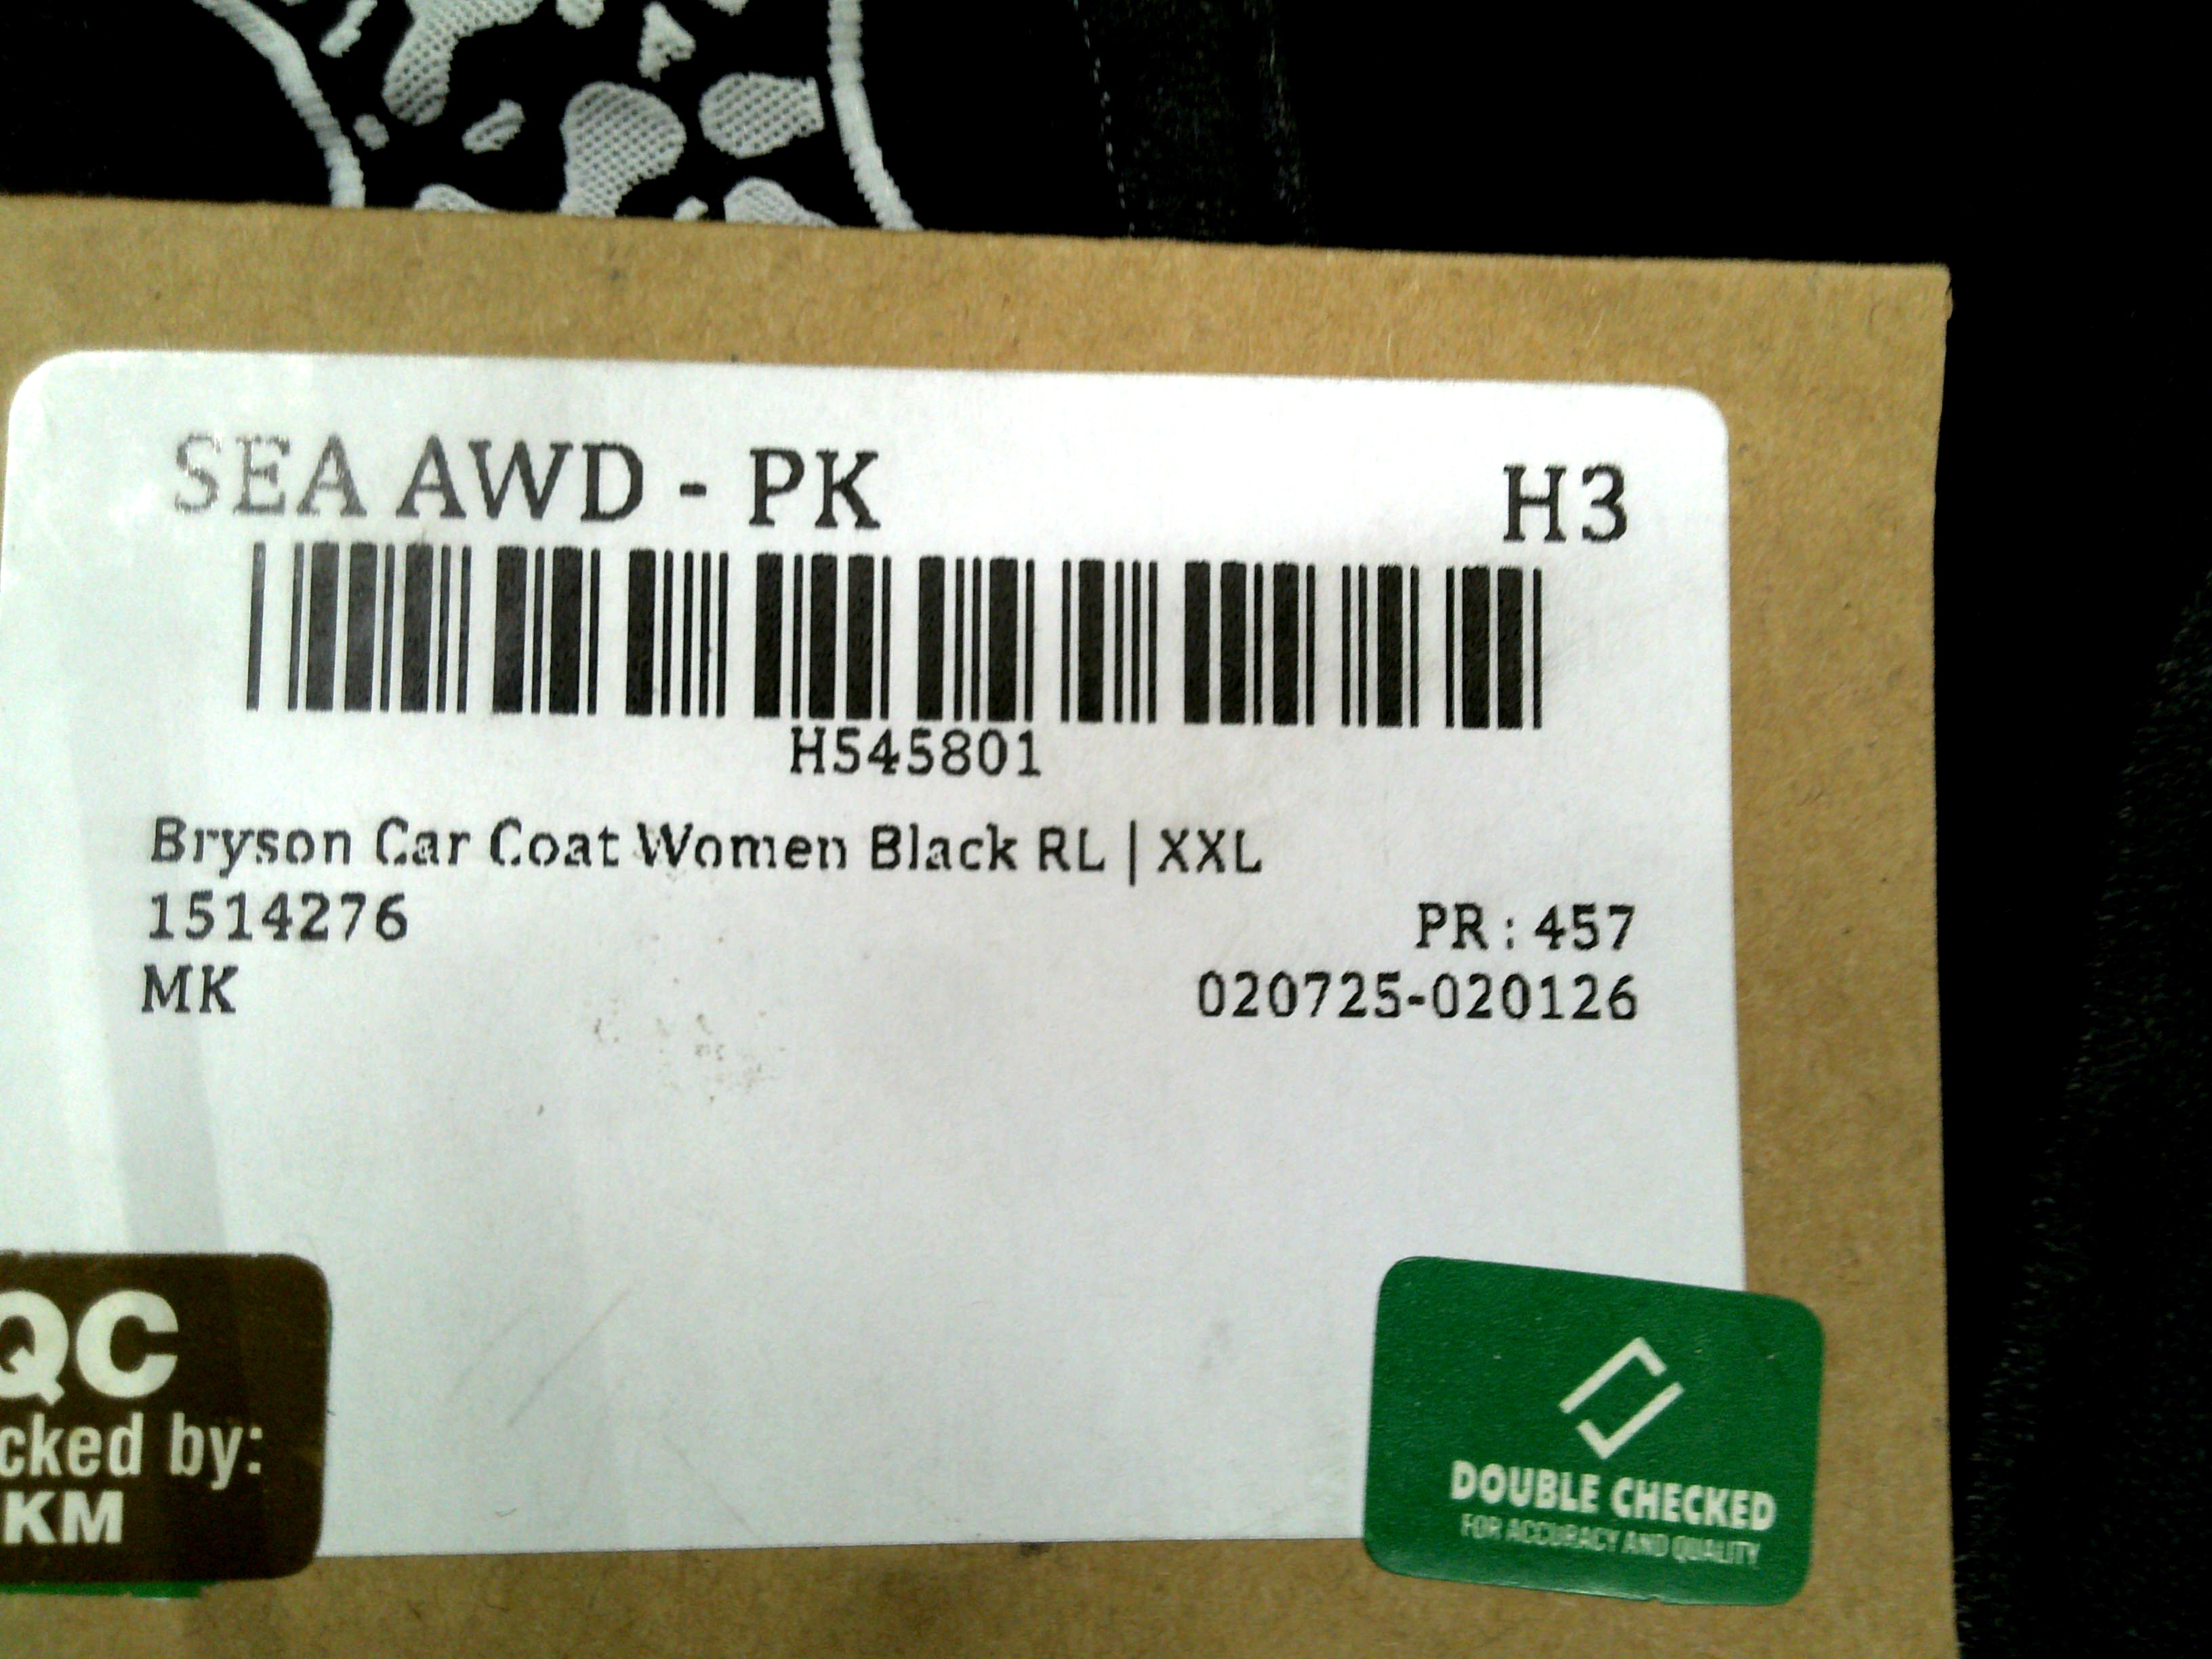 SEA AWD - PK H3
H545801
Bryson Car Coat Women Black RL | XXL
1514276 PR : 457
MK 020725-020126
QC
cked by:
KM
DOUBLE CHECKED
FOR ACCURACY AND QUALITY